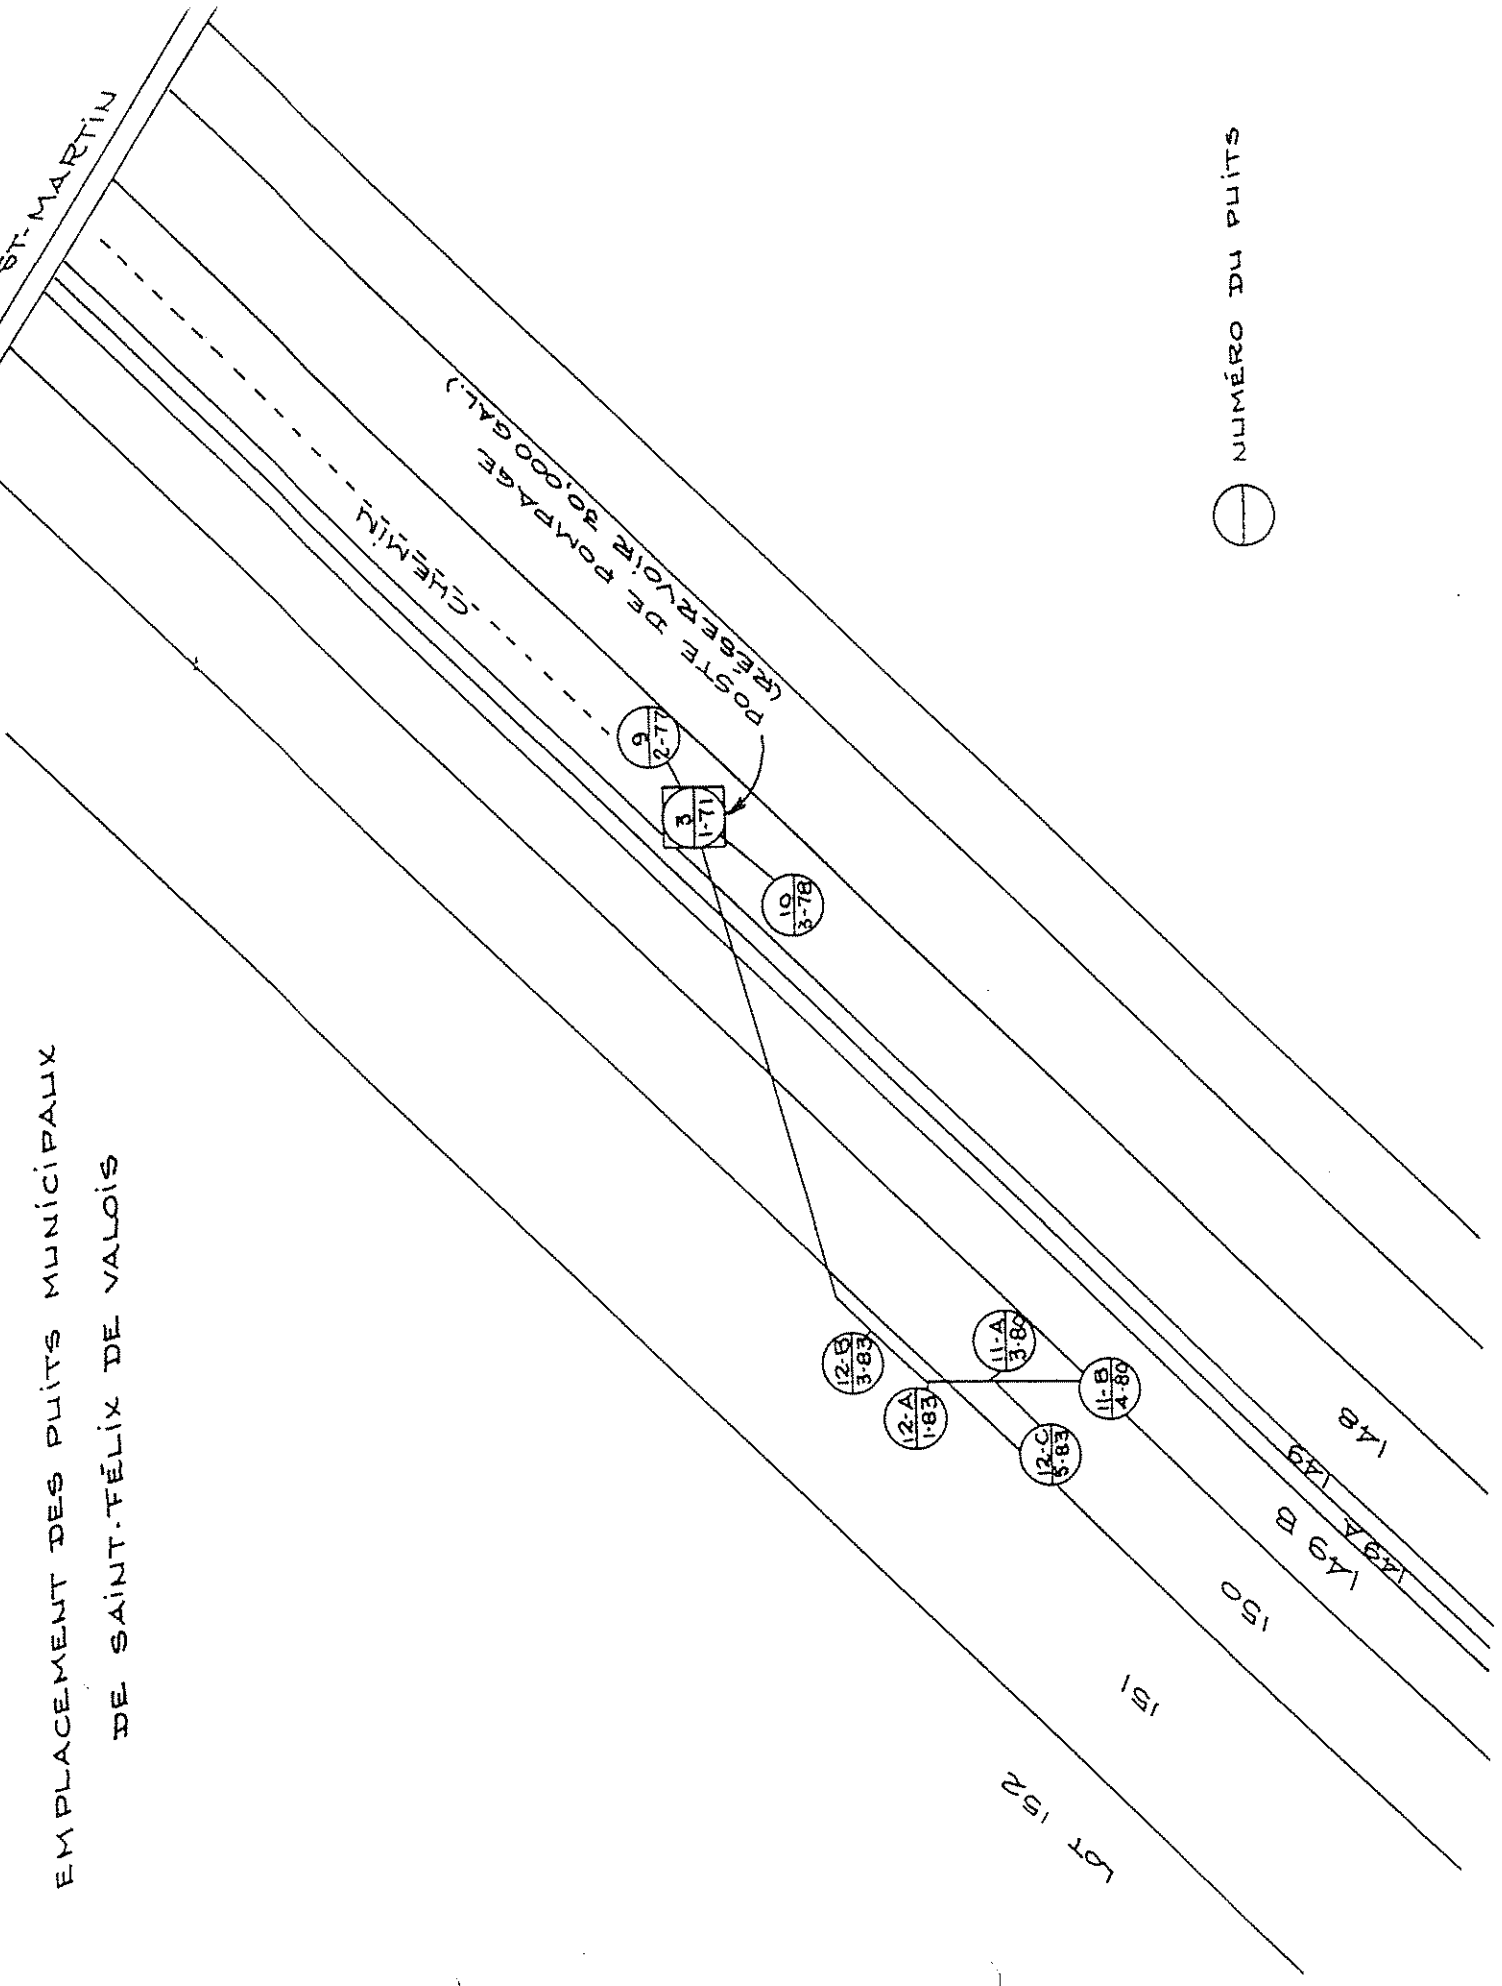 EMPLACEMENT DES PUITS MUNICIPAUX
DE SAINT-FÉLIX DE VALOIS
ST-MARTIN
CHEMIN
POSTE DE POMPAGE
(RÉSERVOIR 30,000 GAL.)
9
2-77
3
1-71
10
3-78
12-B
3-83
12-A
1-83
11-A
3-80
11-B
4-80
12-C
5-83
LOT 152
151
150
149 B
149 A
149
148
NUMÉRO DU PUITS